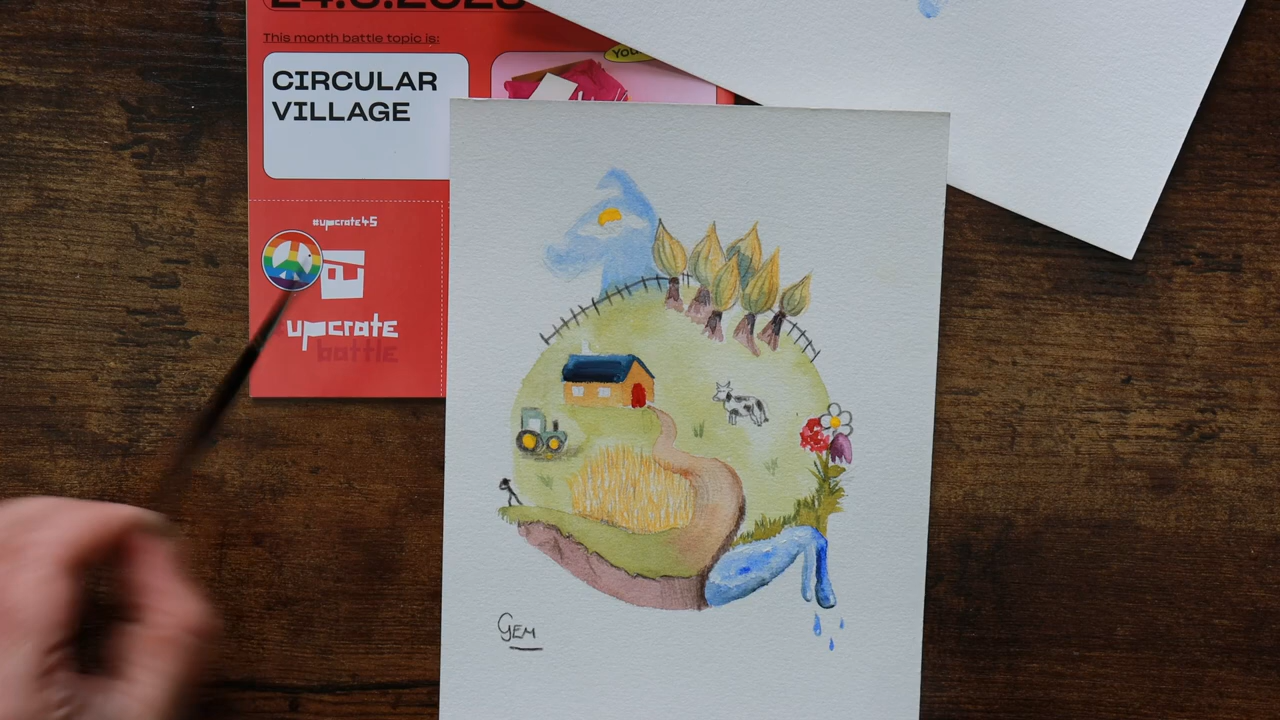 This month battle topic is:
CIRCULAR
VILLAGE
#upcrate45
upcrate
battle
GEM